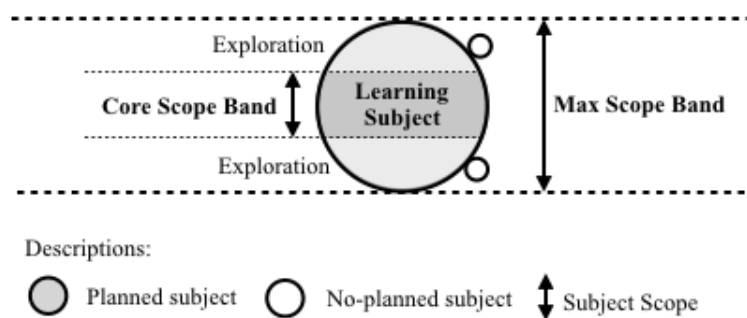 Exploration
Core Scope Band
Learning
Subject
Max Scope Band
Exploration
Descriptions:
Planned subject
No-planned subject
Subject Scope